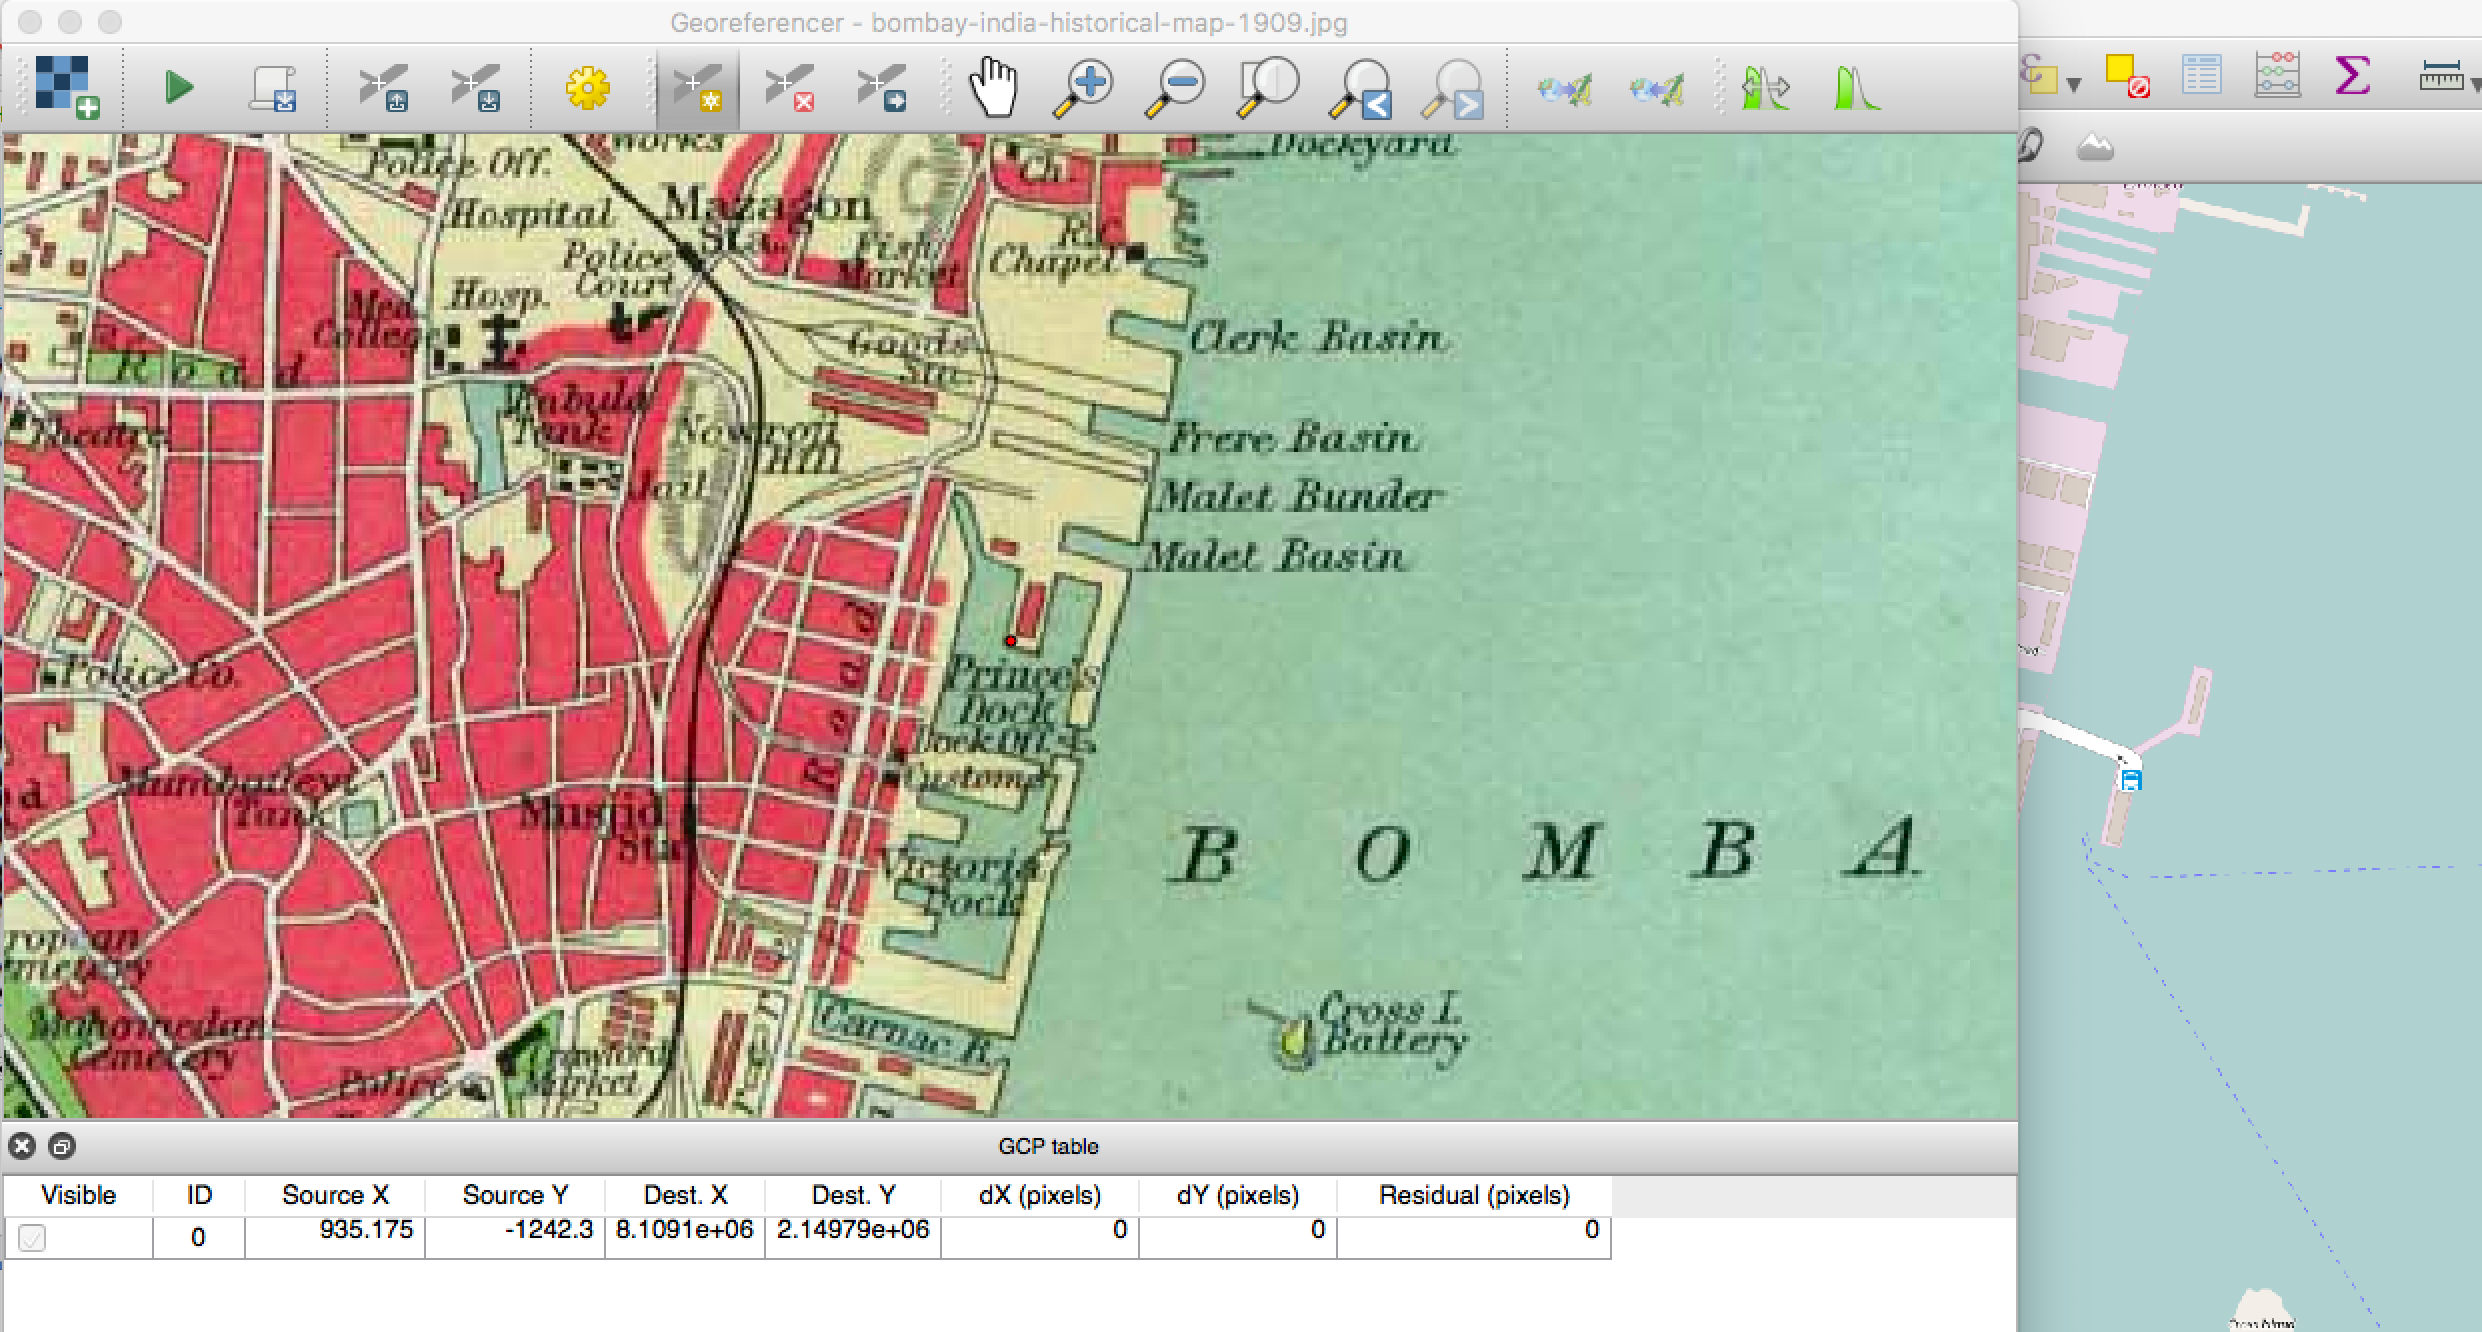 Georeferencer - bombay-india-historical-map-1909.jpg
works
Dockyard
Police Off.
Ch.
Hospital
Mazagon
Sta.
R.C.
Chapel
Fish
Market
Police
Court
Hosp.
Med.
College
Clerk Basin
Goods
Stn.
Road
Babula
Tank
Nowroji
Hill
Theatre
Frere Basin
Jail
Malet Bunder
Malet Basin
Road
Police Co.
Prince's
Dock
Dock Off.
Customs
Mumbadevi
Tank
d.
Masjid
Sta.
Victoria
Dock
B O M B A
ropean
metery
Cross I.
Battery
Mohamedan
Cemetery
Carnac B.
Crawford
Market
Police
GCP table
Visible ID Source X Source Y Dest. X Dest. Y dX (pixels) dY (pixels) Residual (pixels)
0 935.175 -1242.3 8.1091e+06 2.14979e+06 0 0 0